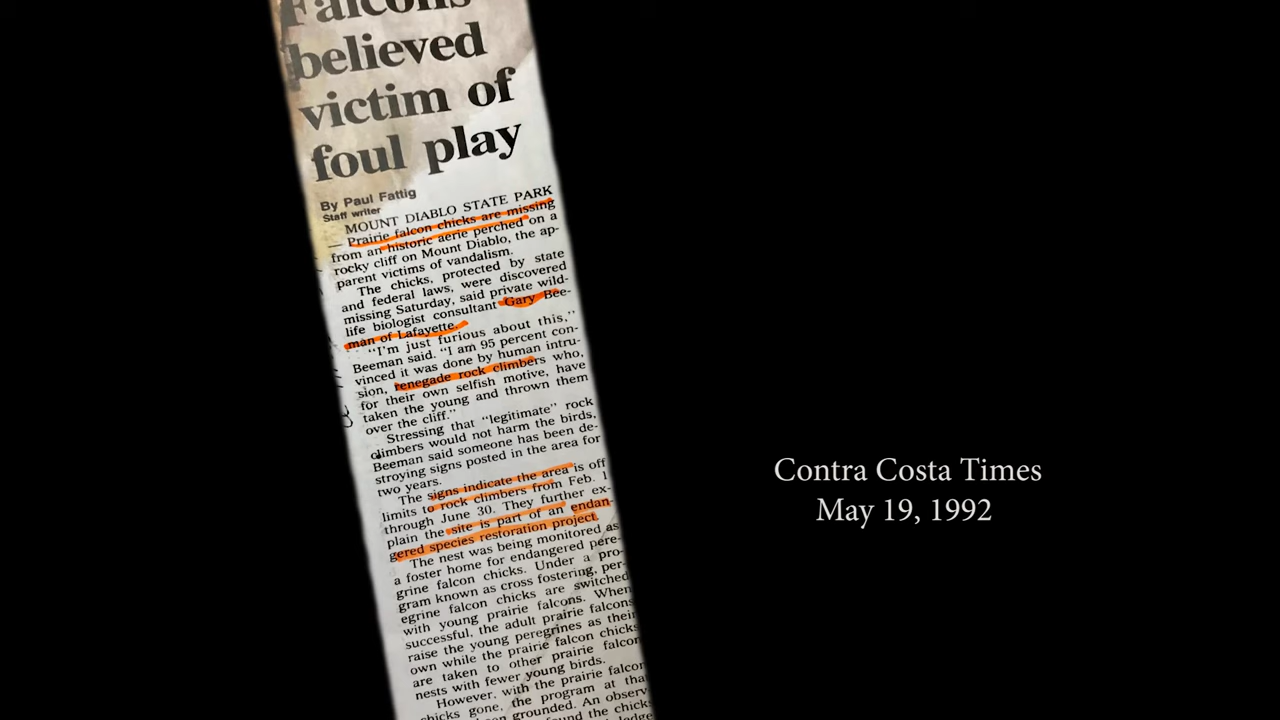 Falcons
believed
victim of
foul play
By Paul Fattig
Staff writer
MOUNT DIABLO STATE PARK
— Prairie falcon chicks are missing
from an historic aerie perched on a
rocky cliff on Mount Diablo, the ap-
parent victims of vandalism.
The chicks, protected by state
and federal laws, were discovered
missing Saturday, said private wild-
life biologist consultant Gary Bee-
man of Lafayette.
"I'm just furious about this,"
Beeman said. "I am 95 percent con-
vinced it was done by human intru-
sion, renegade rock climbers who,
for their own selfish motive, have
taken the young and thrown them
over the cliff."
Stressing that "legitimate" rock
climbers would not harm the birds,
Beeman said someone has been de-
stroying signs posted in the area for
two years.
The signs indicate the area is off
limits to rock climbers from Feb. 1
through June 30. They further ex-
plain the site is part of an endan-
gered species restoration project.
The nest was being monitored as
a foster home for endangered pere-
grine falcon chicks. Under a pro-
gram known as cross fostering, per-
egrine falcon chicks are switched
with young prairie falcons. When
successful, the adult prairie falcons
raise the young peregrines as their
own while the prairie falcon chicks
are taken to other prairie falcon
nests with fewer young birds.
However, with the prairie falcon
chicks gone, the program at that
grounded. An observ
found the chicks
Contra Costa Times
May 19, 1992